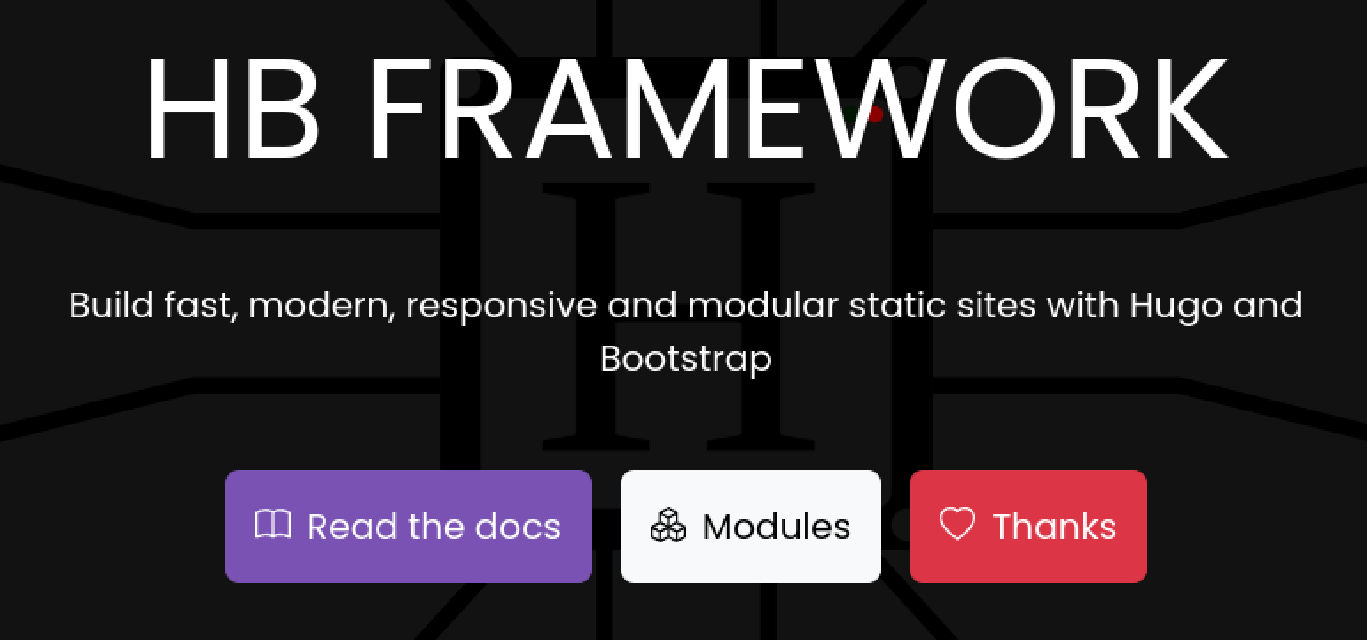 HB FRAMEWORK
H
Build fast, modern, responsive and modular static sites with Hugo and
Bootstrap
Read the docs
Modules
Thanks